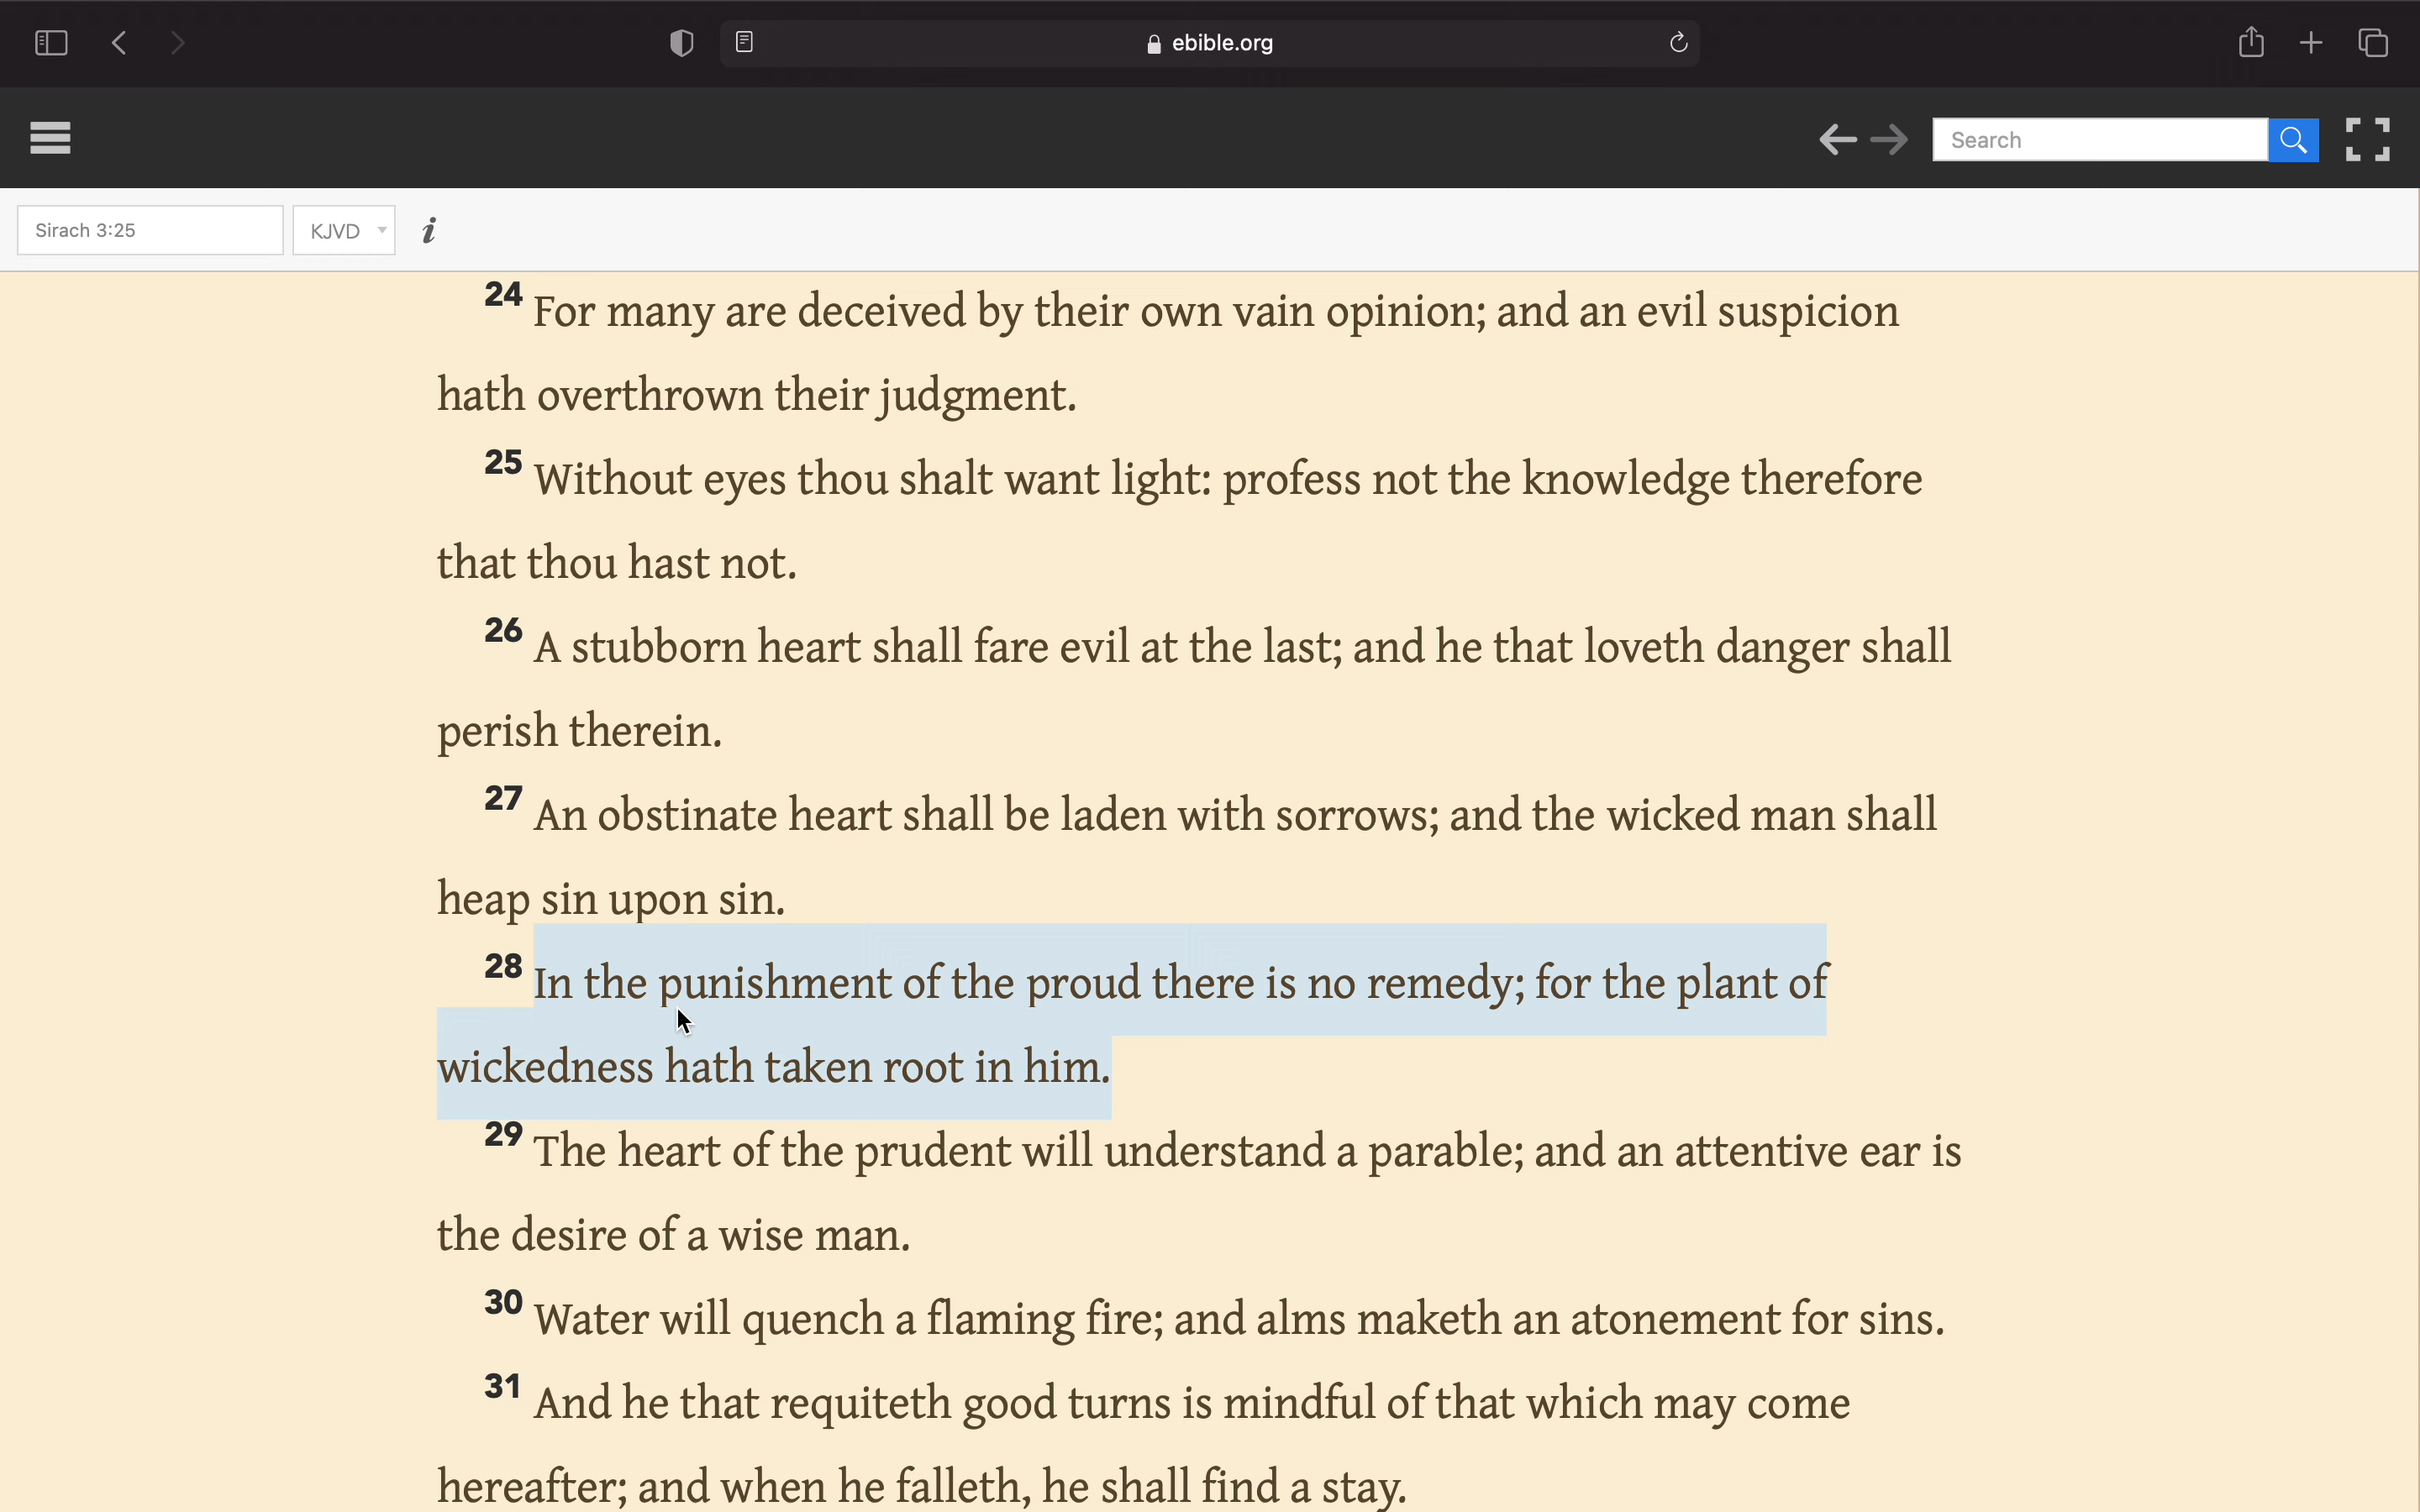 ebible.org
Search
Sirach 3:25 KJVD i
24 For many are deceived by their own vain opinion; and an evil suspicion
hath overthrown their judgment.
25 Without eyes thou shalt want light: profess not the knowledge therefore
that thou hast not.
26 A stubborn heart shall fare evil at the last; and he that loveth danger shall
perish therein.
27 An obstinate heart shall be laden with sorrows; and the wicked man shall
heap sin upon sin.
28 In the punishment of the proud there is no remedy; for the plant of
wickedness hath taken root in him.
29 The heart of the prudent will understand a parable; and an attentive ear is
the desire of a wise man.
30 Water will quench a flaming fire; and alms maketh an atonement for sins.
31 And he that requiteth good turns is mindful of that which may come
hereafter; and when he falleth, he shall find a stay.